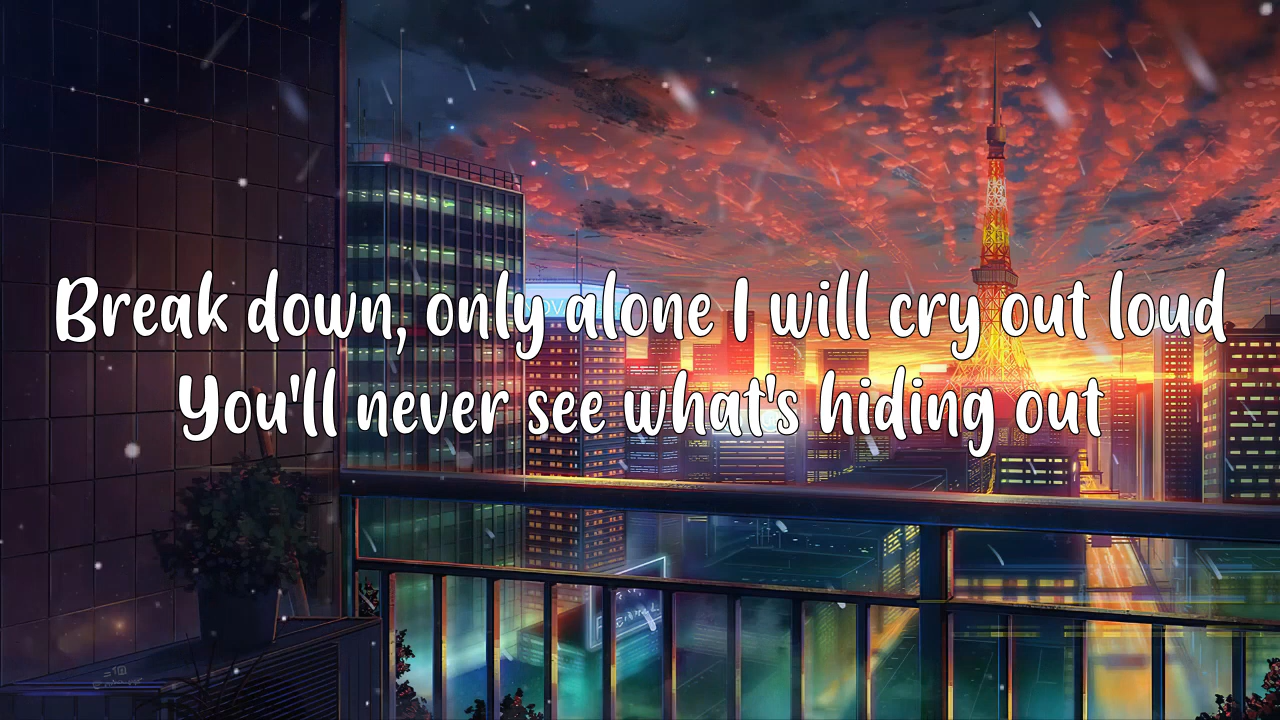 Break down, only alone I will cry out loud
You'll never see what's hiding out